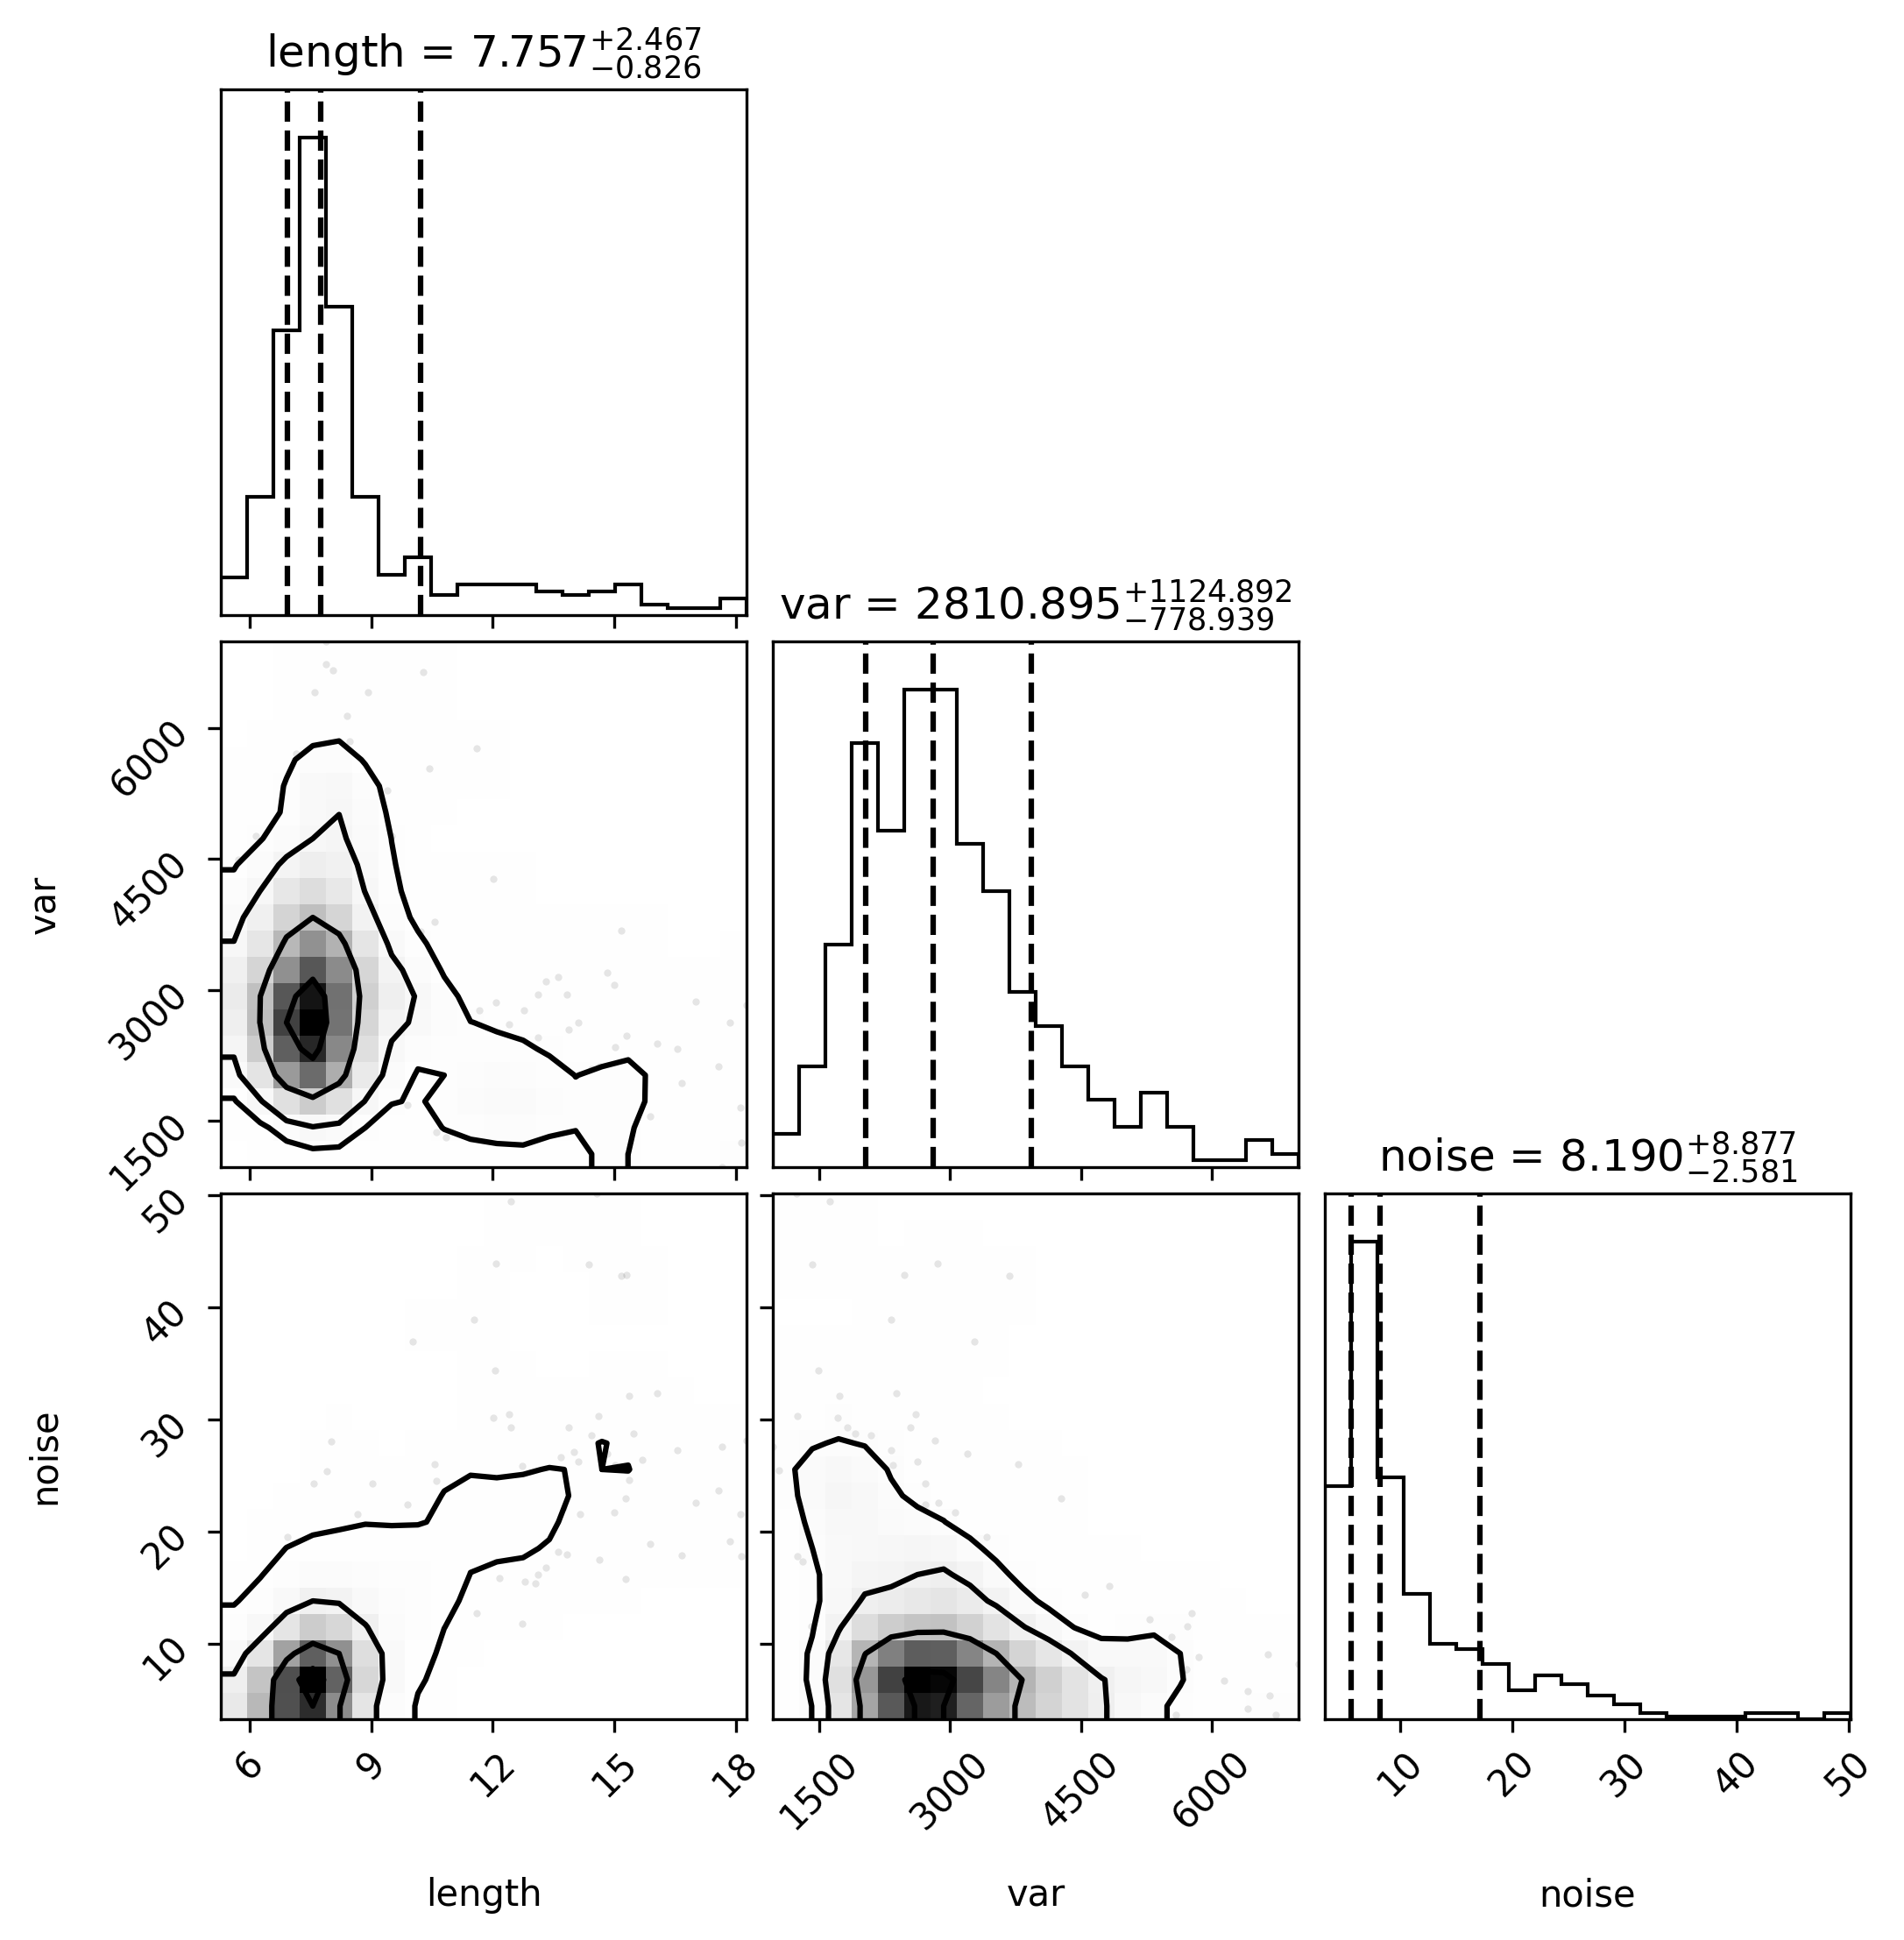 length = 7.757+2.467−0.826
var = 2810.895+1124.892−778.939
6000
4500
3000
1500
var
noise = 8.190+8.877−2.581
50
40
30
20
10
noise
6 9 12 15 18 1500 3000 4500 6000 10 20 30 40 50
length var noise